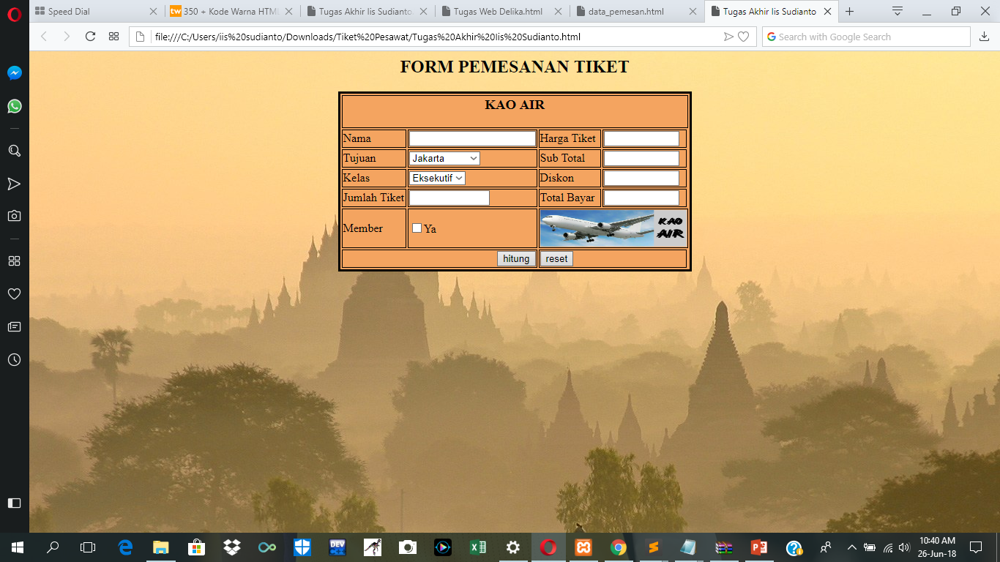 Speed Dial
tw 350 + Kode Warna HTM
Tugas Akhir Iis Sudianto.
Tugas Web Delika.html
data_pemesan.html
Tugas Akhir Iis Sudianto.
file:///C:/Users/iis%20sudianto/Downloads/Tiket%20Pesawat/Tugas%20Akhir%20Iis%20Sudianto.html
G Search with Google Search
FORM PEMESANAN TIKET
KAO AIR
Nama Harga Tiket
Tujuan Jakarta Sub Total
Kelas Eksekutif Diskon
Jumlah Tiket Total Bayar
Member Ya
KAO
AIR
hitung reset
DEV
10:40 AM
26-Jun-18